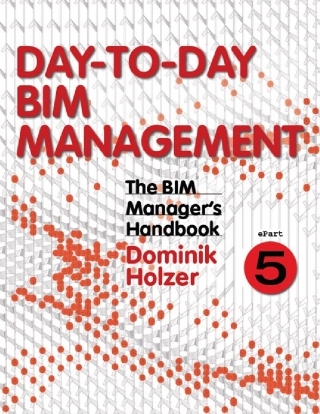 DAY-TO-DAY
BIM
MANAGEMENT
The BIM
Manager's
Handbook
Dominik
Holzer
ePart
5